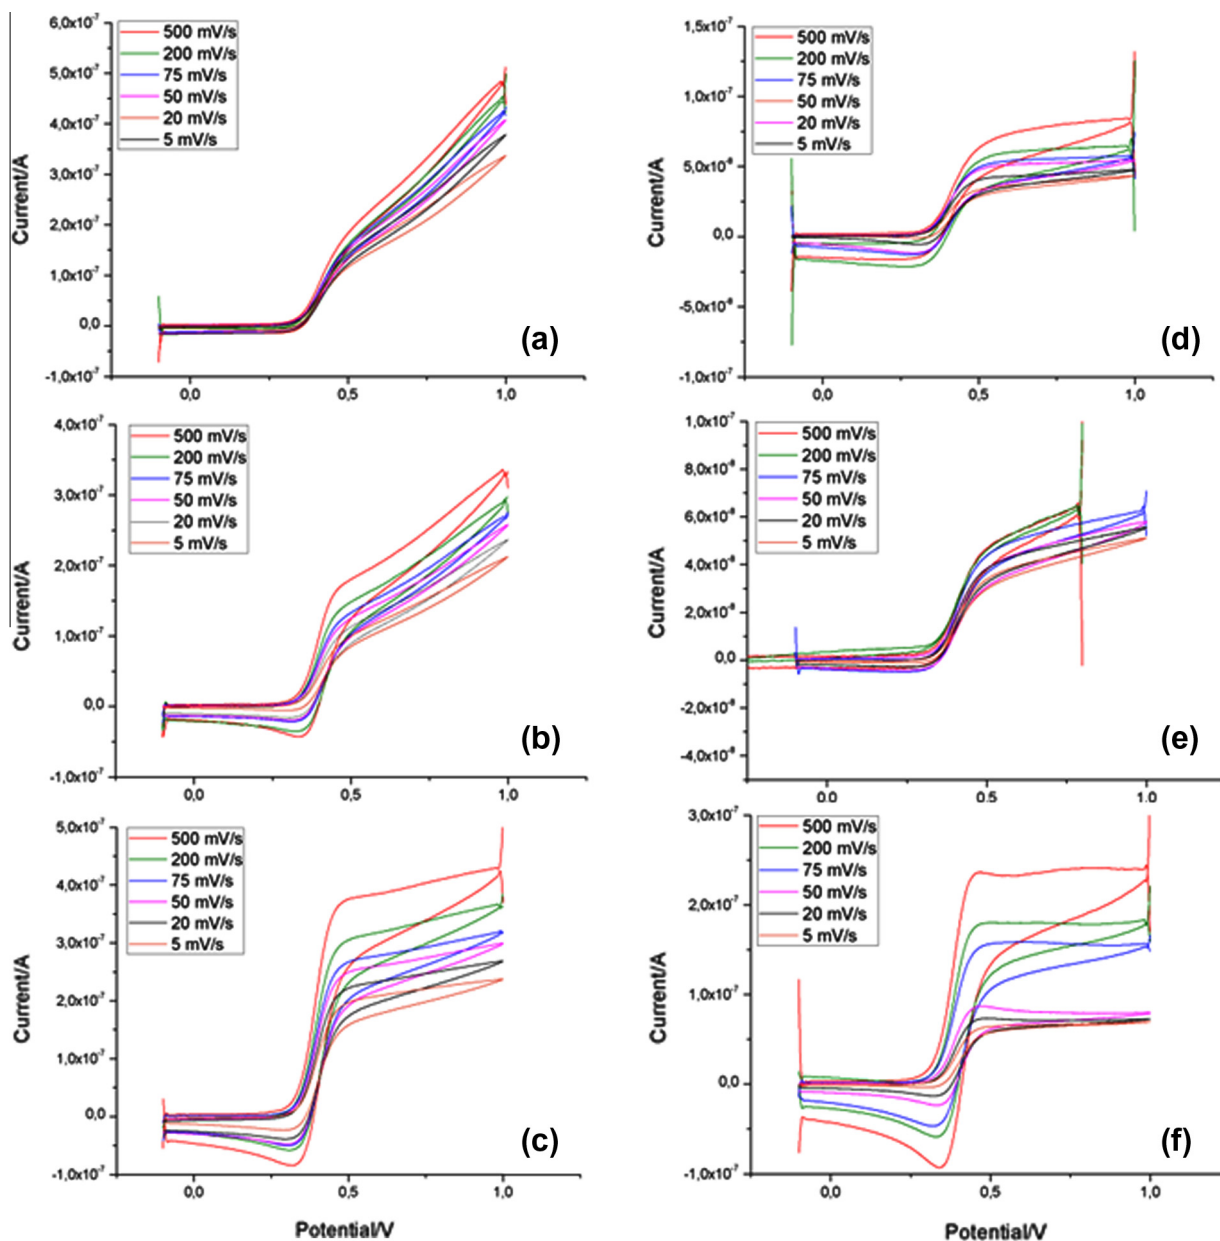 6,0x10⁻⁷
5,0x10⁻⁷
4,0x10⁻⁷
3,0x10⁻⁷
2,0x10⁻⁷
1,0x10⁻⁷
0,0
-1,0x10⁻⁷
Current/A
500 mV/s
200 mV/s
75 mV/s
50 mV/s
20 mV/s
5 mV/s
(a)
0,0
0,5
1,0
1,5x10⁻⁷
1,0x10⁻⁷
5,0x10⁻⁸
0,0
-5,0x10⁻⁸
-1,0x10⁻⁷
Current/A
500 mV/s
200 mV/s
75 mV/s
50 mV/s
20 mV/s
5 mV/s
(d)
0,0
0,5
1,0
4,0x10⁻⁷
3,0x10⁻⁷
2,0x10⁻⁷
1,0x10⁻⁷
0,0
-1,0x10⁻⁷
Current/A
500 mV/s
200 mV/s
75 mV/s
50 mV/s
20 mV/s
5 mV/s
(b)
0,0
0,5
1,0
1,0x10⁻⁷
8,0x10⁻⁸
6,0x10⁻⁸
4,0x10⁻⁸
2,0x10⁻⁸
0,0
-2,0x10⁻⁸
-4,0x10⁻⁸
Current/A
500 mV/s
200 mV/s
75 mV/s
50 mV/s
20 mV/s
5 mV/s
(e)
0,0
0,5
1,0
5,0x10⁻⁷
4,0x10⁻⁷
3,0x10⁻⁷
2,0x10⁻⁷
1,0x10⁻⁷
0,0
-1,0x10⁻⁷
Current/A
500 mV/s
200 mV/s
75 mV/s
50 mV/s
20 mV/s
5 mV/s
(c)
0,0
0,5
1,0
Potential/V
3,0x10⁻⁷
2,0x10⁻⁷
1,0x10⁻⁷
0,0
-1,0x10⁻⁷
Current/A
500 mV/s
200 mV/s
75 mV/s
50 mV/s
20 mV/s
5 mV/s
(f)
0,0
0,5
1,0
Potential/V